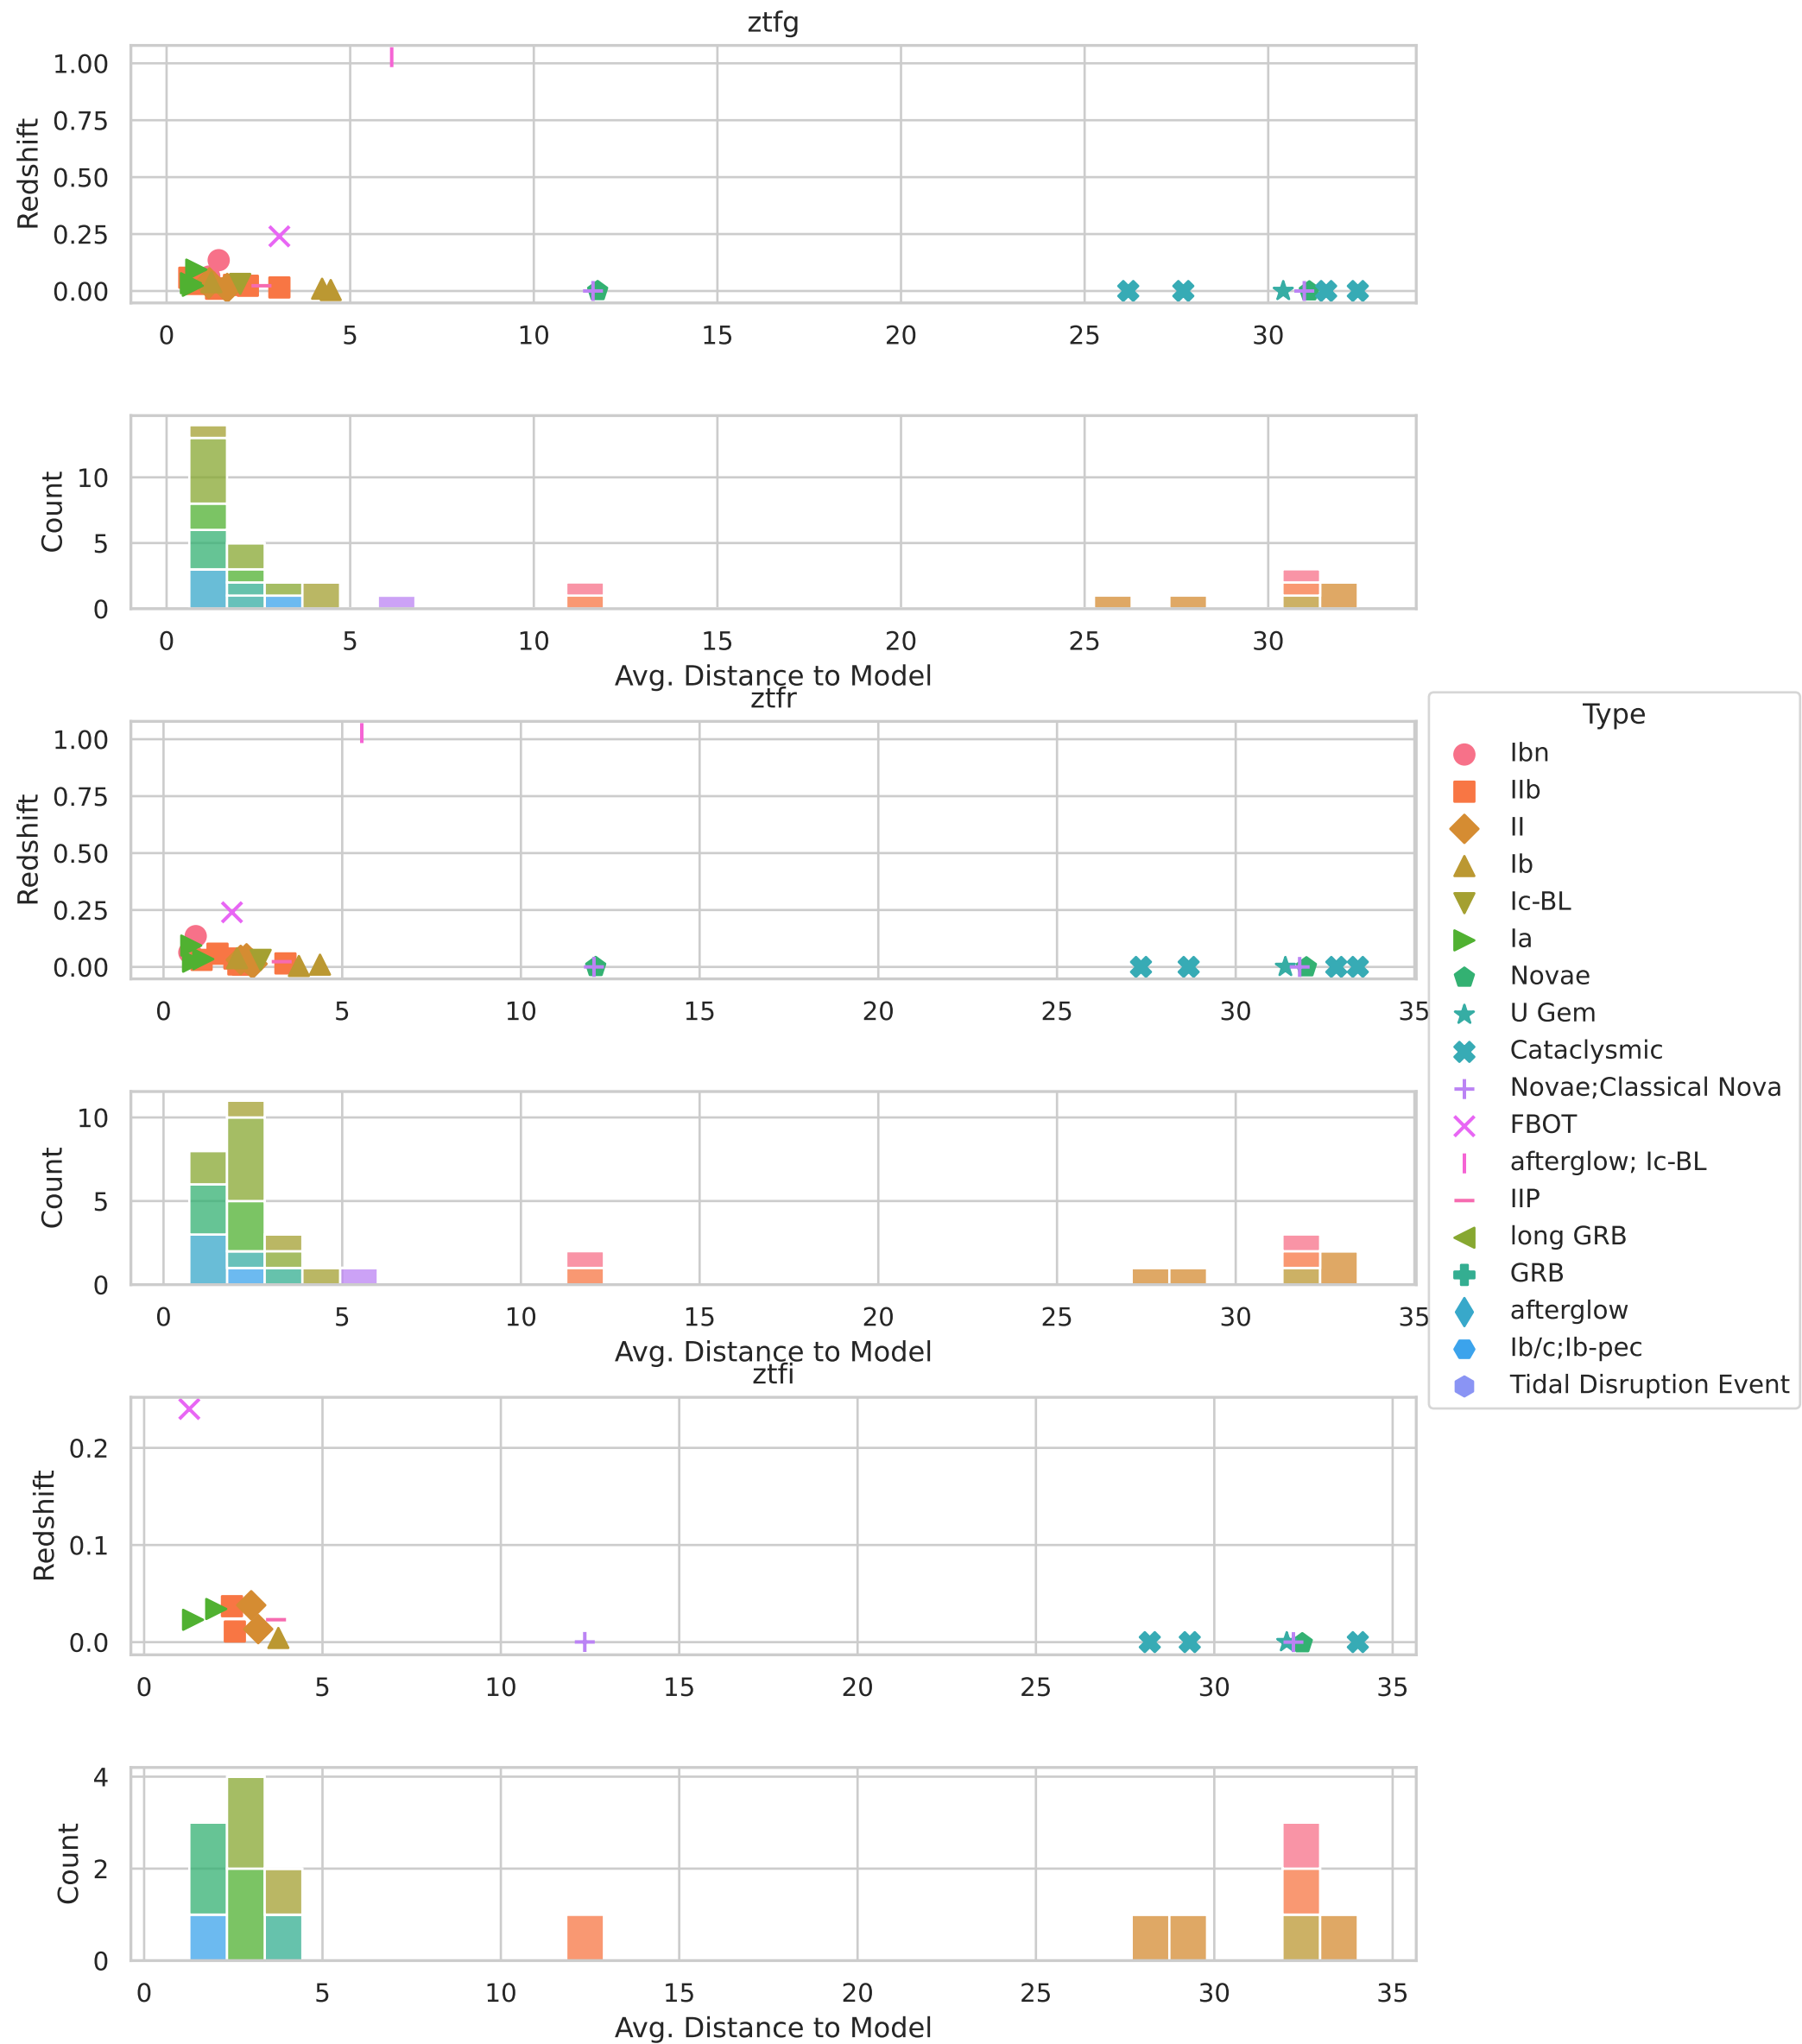 ztfg
Redshift
1.00
0.75
0.50
0.25
0.00
0 5 10 15 20 25 30
Count
10
5
0
0 5 10 15 20 25 30
Avg. Distance to Model
ztfr
Redshift
1.00
0.75
0.50
0.25
0.00
0 5 10 15 20 25 30 35
Count
10
5
0
0 5 10 15 20 25 30 35
Avg. Distance to Model
ztfi
Redshift
0.2
0.1
0.0
0 5 10 15 20 25 30 35
Count
4
2
0
0 5 10 15 20 25 30 35
Avg. Distance to Model
Type
Ibn
IIb
II
Ib
Ic-BL
Ia
Novae
U Gem
Cataclysmic
Novae;Classical Nova
FBOT
afterglow; Ic-BL
IIP
long GRB
GRB
afterglow
Ib/c;Ib-pec
Tidal Disruption Event